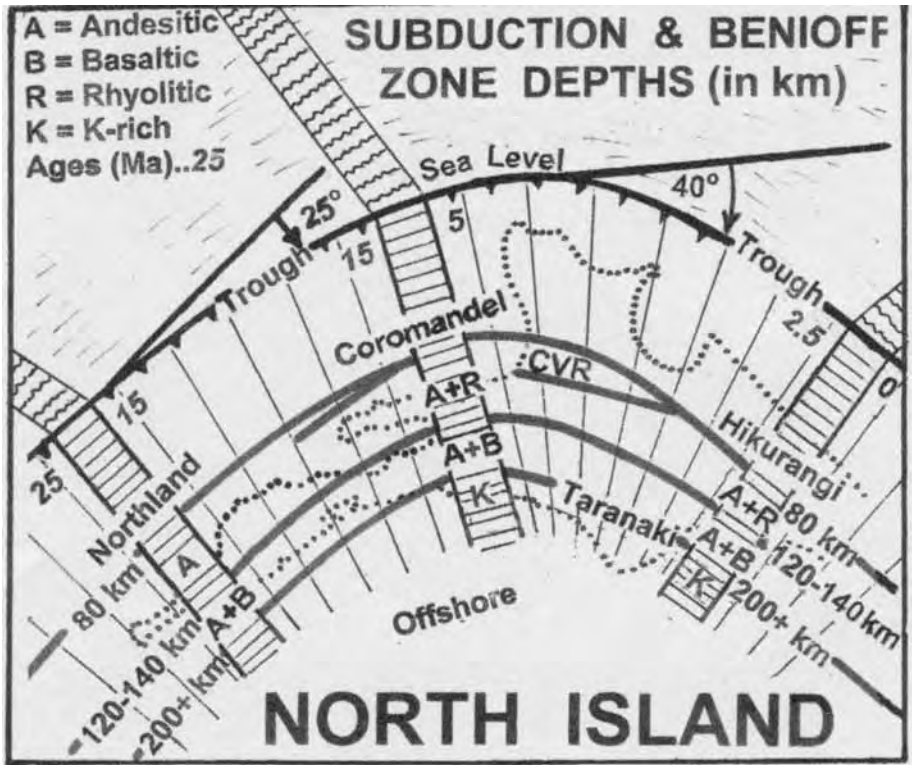 A = Andesitic
B = Basaltic
R = Rhyolitic
K = K-rich
Ages (Ma)..25
SUBDUCTION & BENIOFF
ZONE DEPTHS (in km)
Sea Level
25°
40°
Trough
15
5
Trough
2.5
0
15
25
Coromandel
CVR
A+R
A+B
K
Northland
A
A+B
Hikurangi
Taranaki
A+R
A+B
K
80 km
120-140 km
200+ km
80 km
120-140 km
200+ km
Offshore
NORTH ISLAND